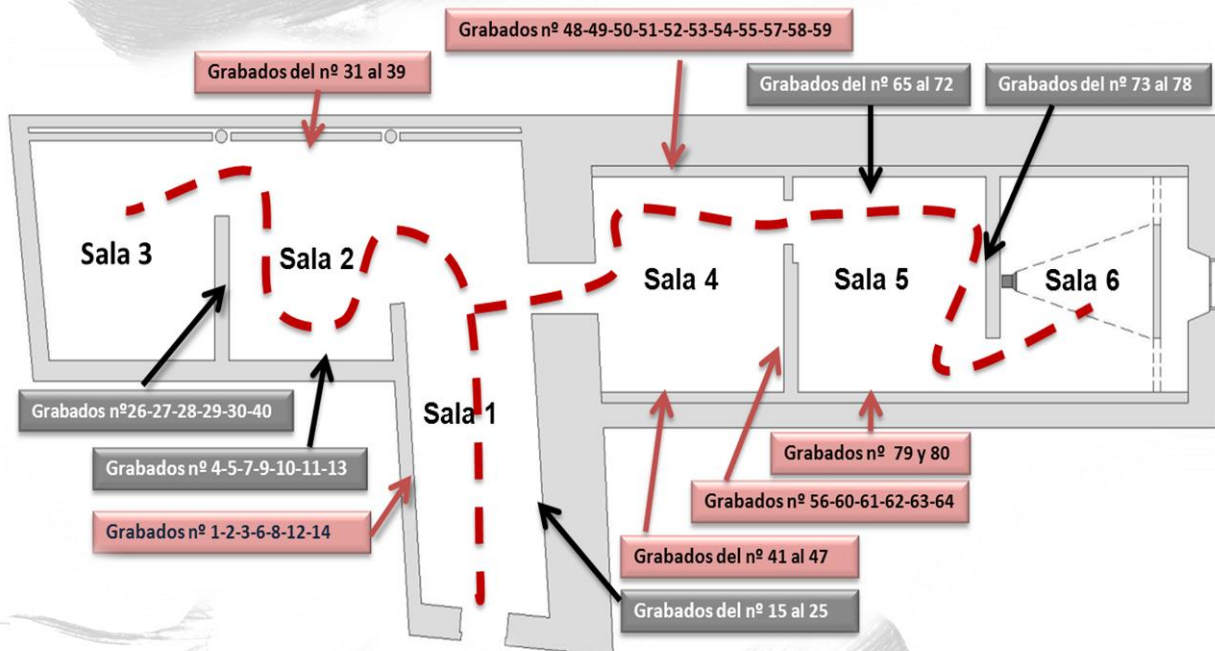 Grabados nº 48-49-50-51-52-53-54-55-57-58-59
Grabados del nº 31 al 39
Grabados del nº 65 al 72
Grabados del nº 73 al 78
Sala 3
Sala 2
Sala 4
Sala 5
Sala 6
Grabados nº26-27-28-29-30-40
Sala 1
Grabados nº 4-5-7-9-10-11-13
Grabados nº 79 y 80
Grabados nº 56-60-61-62-63-64
Grabados nº 1-2-3-6-8-12-14
Grabados del nº 41 al 47
Grabados del nº 15 al 25